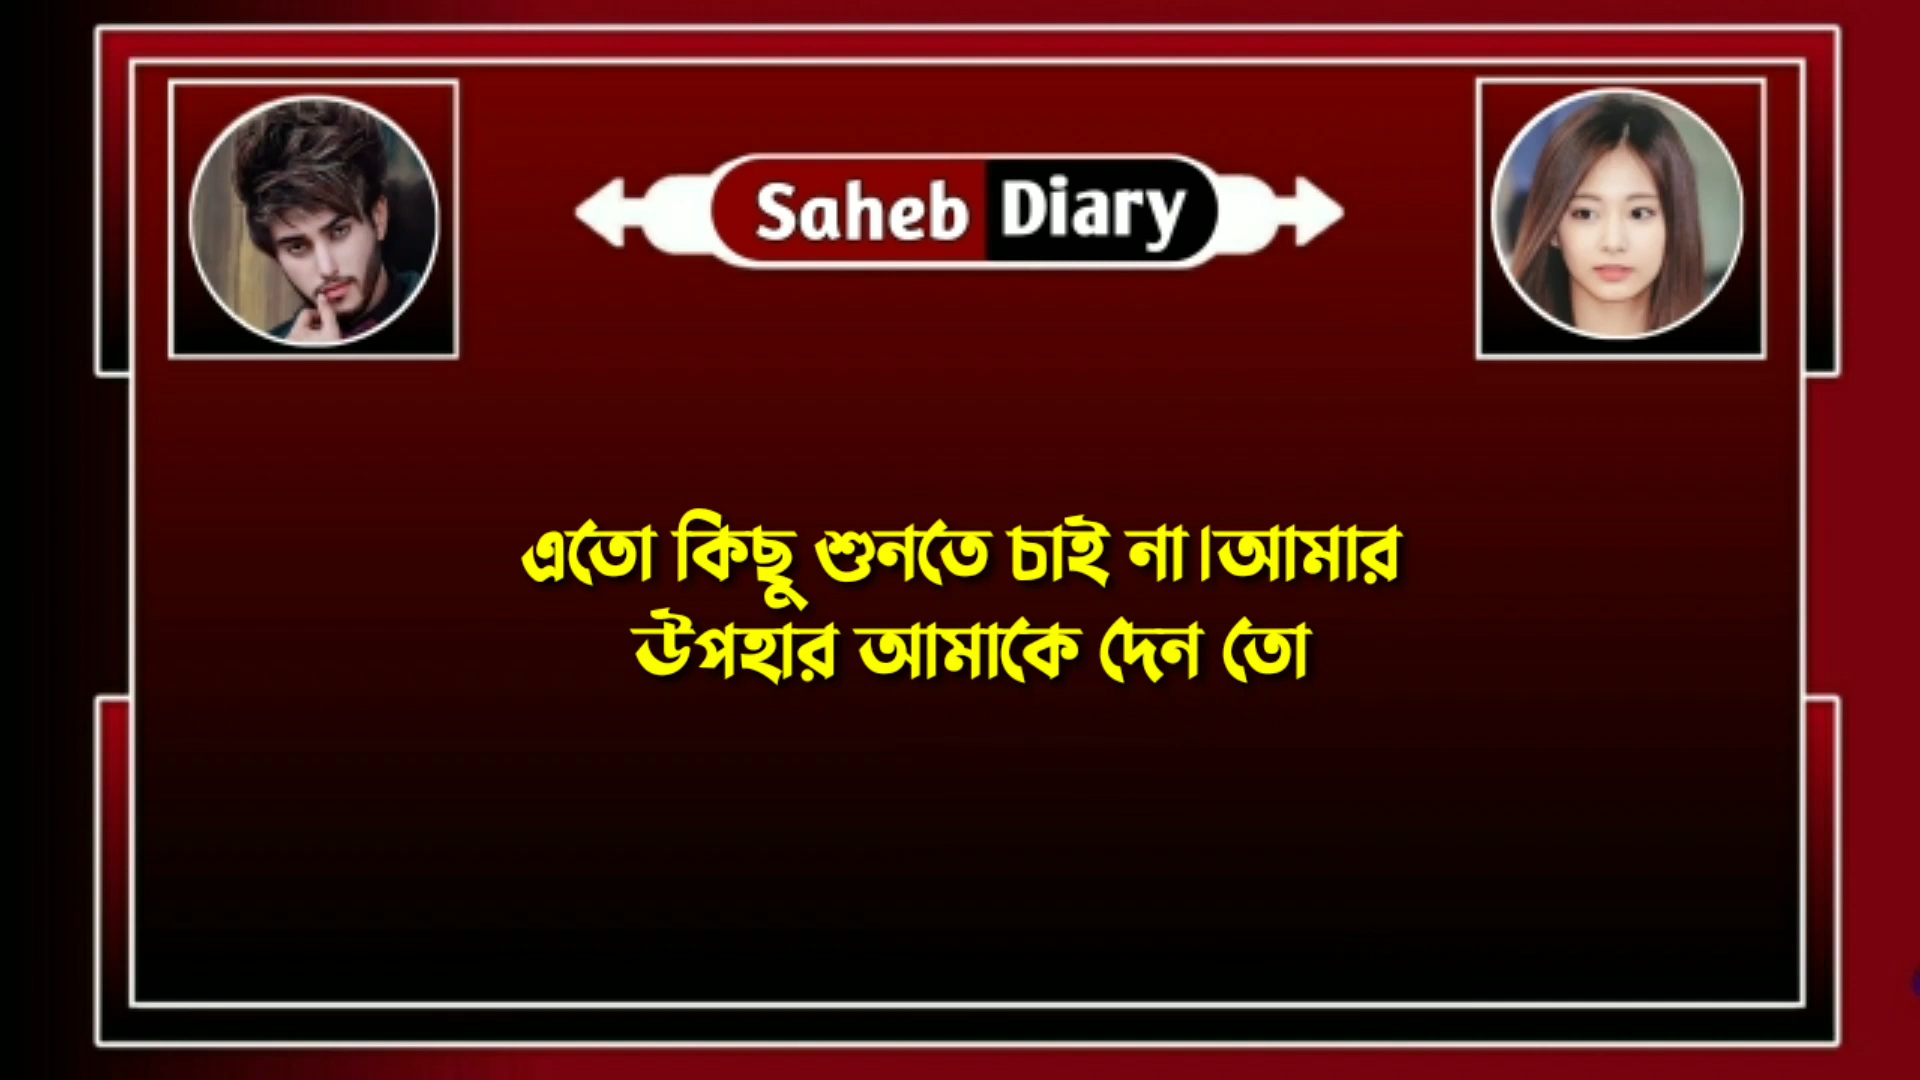 Saheb Diary
এতো কিছু শুনতে চাই না।আমার
উপহার আমাকে দেন তো